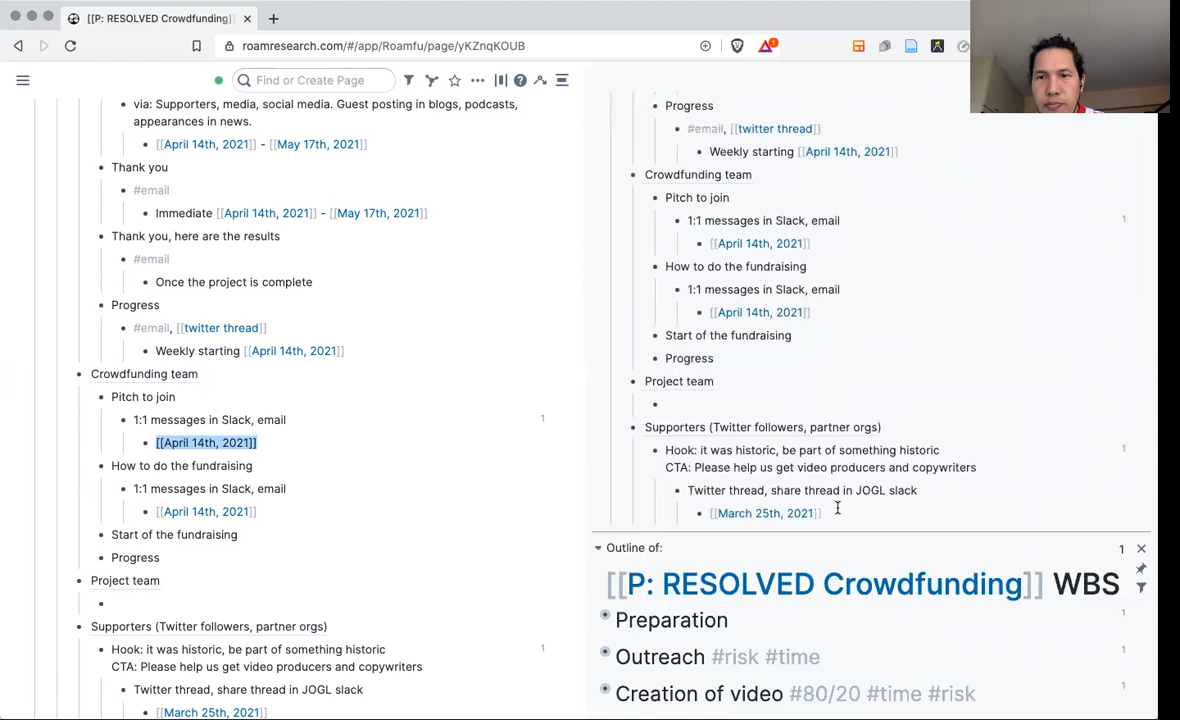 [[P: RESOLVED Crowdfunding]]
roamresearch.com/#/app/Roamfu/page/yKZnqKOUB
1
Find or Create Page
via: Supporters, media, social media. Guest posting in blogs, podcasts,
appearances in news.
[[April 14th, 2021]] - [[May 17th, 2021]]
Thank you
#email
Immediate [[April 14th, 2021]] - [[May 17th, 2021]]
Thank you, here are the results
#email
Once the project is complete
Progress
#email, [[twitter thread]]
Weekly starting [[April 14th, 2021]]
Crowdfunding team
Pitch to join
1:1 messages in Slack, email
1
[[April 14th, 2021]]
How to do the fundraising
1:1 messages in Slack, email
[[April 14th, 2021]]
Start of the fundraising
Progress
Project team
Supporters (Twitter followers, partner orgs)
Hook: it was historic, be part of something historic
1
CTA: Please help us get video producers and copywriters
Twitter thread, share thread in JOGL slack
[[March 25th, 2021]]
Progress
#email, [[twitter thread]]
Weekly starting [[April 14th, 2021]]
Crowdfunding team
Pitch to join
1:1 messages in Slack, email
1
[[April 14th, 2021]]
How to do the fundraising
1:1 messages in Slack, email
[[April 14th, 2021]]
Start of the fundraising
Progress
Project team
Supporters (Twitter followers, partner orgs)
Hook: it was historic, be part of something historic
1
CTA: Please help us get video producers and copywriters
Twitter thread, share thread in JOGL slack
[[March 25th, 2021]]
Outline of:
1
[[P: RESOLVED Crowdfunding]] WBS
Preparation
1
Outreach #risk #time
1
Creation of video #80/20 #time #risk
1